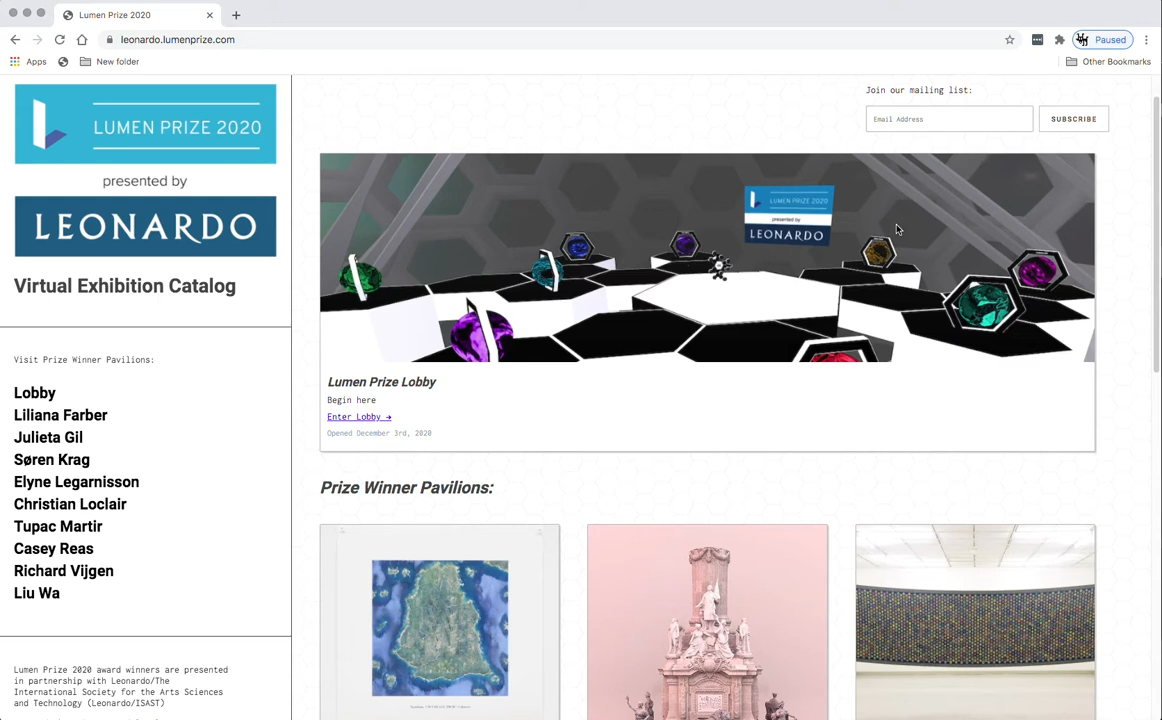 Lumen Prize 2020
leonardo.lumenprize.com
Paused
Apps
New folder
Other Bookmarks
LUMEN PRIZE 2020
presented by
LEONARDO
Virtual Exhibition Catalog
Visit Prize Winner Pavilions:
Lobby
Liliana Farber
Julieta Gil
Søren Krag
Elyne Legarnisson
Christian Loclair
Tupac Martir
Casey Reas
Richard Vijgen
Liu Wa
Lumen Prize 2020 award winners are presented
in partnership with Leonardo/The
International Society for the Arts Sciences
and Technology (Leonardo/ISAST)
Join our mailing list:
Email Address
SUBSCRIBE
LUMEN PRIZE 2020
presented by
LEONARDO
Lumen Prize Lobby
Begin here
Enter Lobby →
Opened December 3rd, 2020
Prize Winner Pavilions: